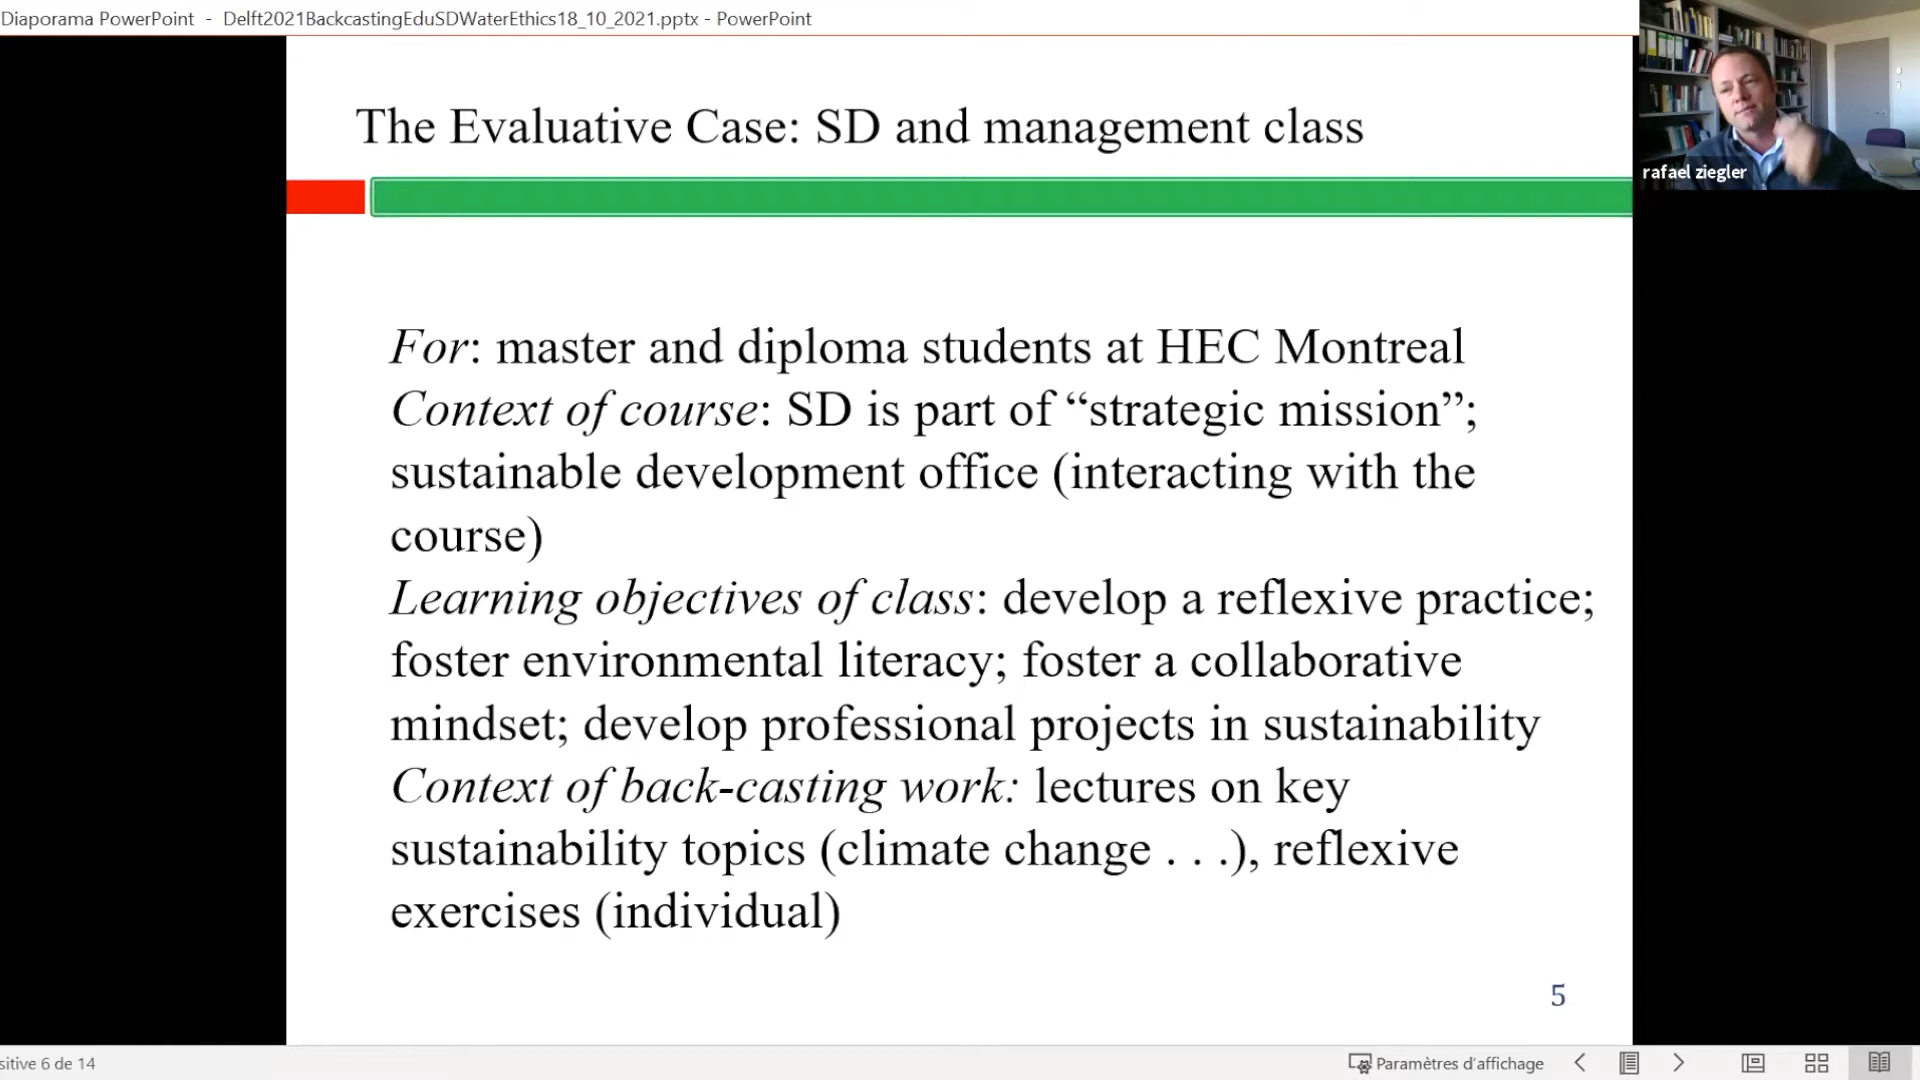 Diaporama PowerPoint - Delft2021BackcastingEduSDWaterEthics18_10_2021.pptx - PowerPoint
rafael ziegler
The Evaluative Case: SD and management class
For: master and diploma students at HEC Montreal
Context of course: SD is part of “strategic mission”;
sustainable development office (interacting with the
course)
Learning objectives of class: develop a reflexive practice;
foster environmental literacy; foster a collaborative
mindset; develop professional projects in sustainability
Context of back-casting work: lectures on key
sustainability topics (climate change . . .), reflexive
exercises (individual)
5
sitive 6 de 14
Paramètres d’affichage